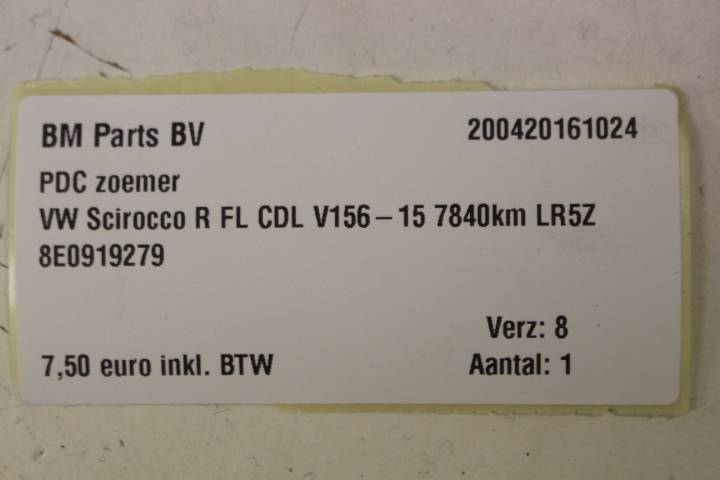 BM Parts BV 200420161024
PDC zoemer
VW Scirocco R FL CDL V156 – 15 7840km LR5Z
8E0919279
Verz: 8
7,50 euro inkl. BTW Aantal: 1